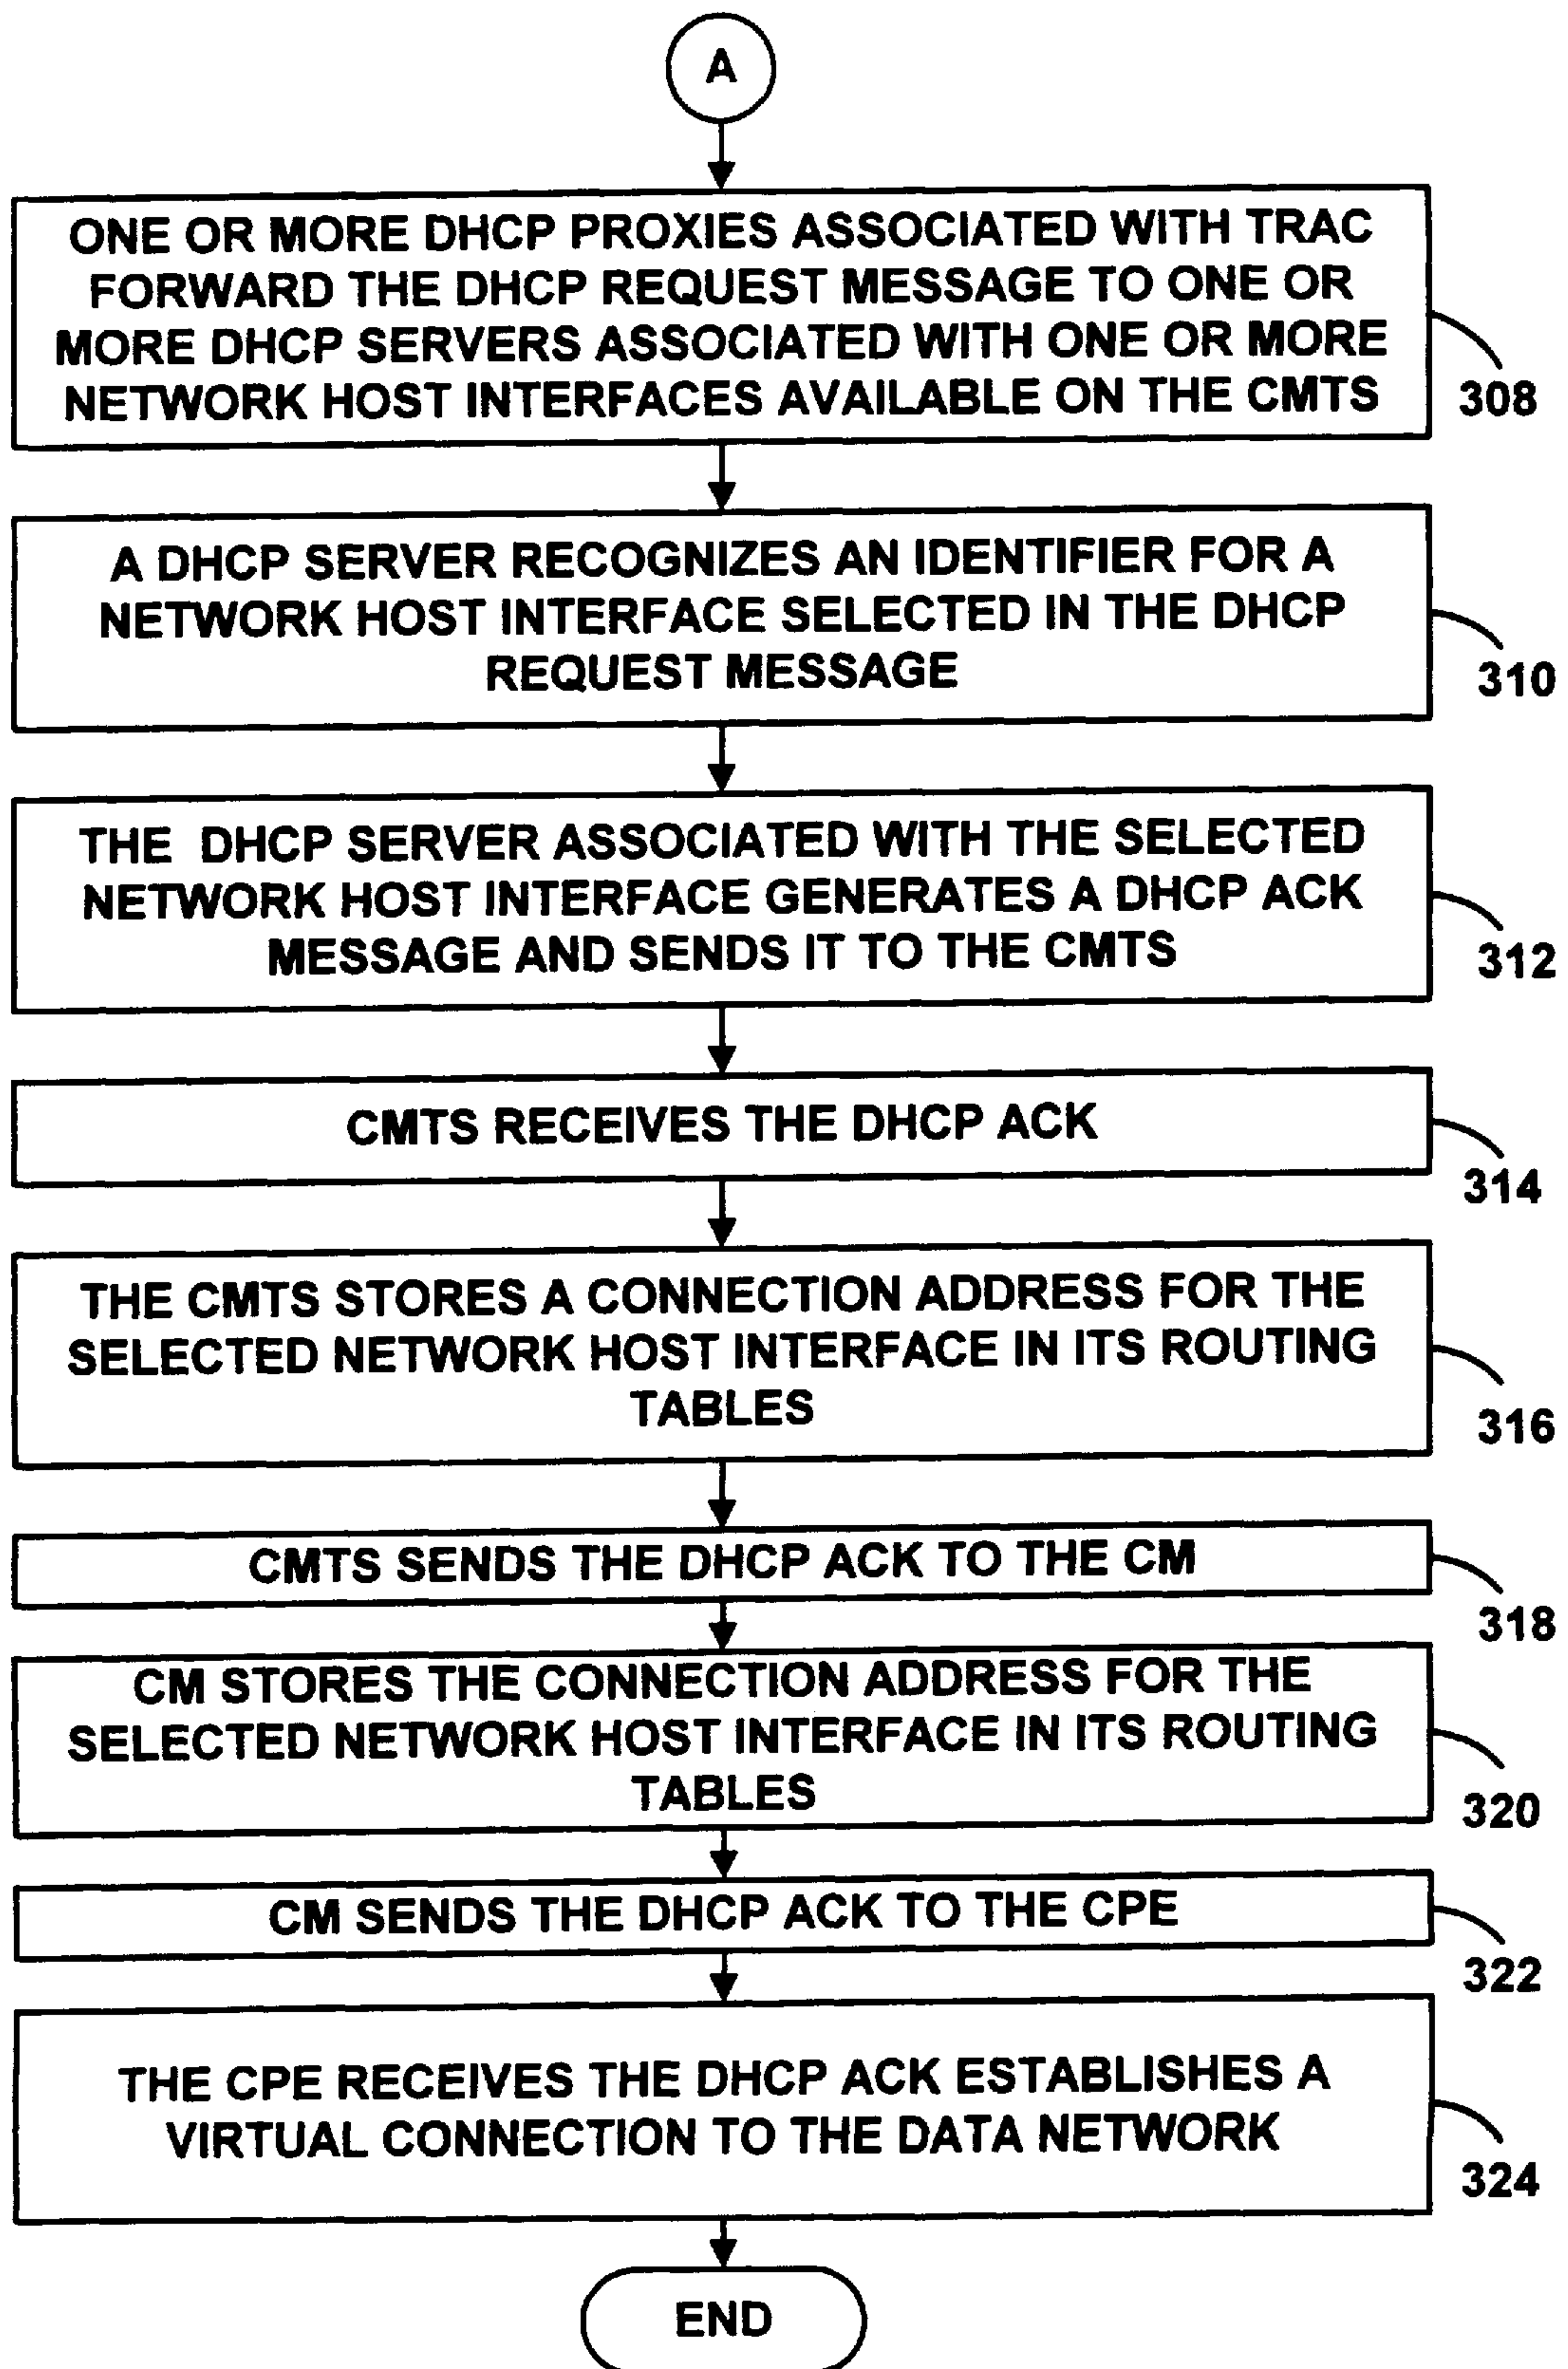 A
ONE OR MORE DHCP PROXIES ASSOCIATED WITH TRAC
FORWARD THE DHCP REQUEST MESSAGE TO ONE OR
MORE DHCP SERVERS ASSOCIATED WITH ONE OR MORE
NETWORK HOST INTERFACES AVAILABLE ON THE CMTS
308
A DHCP SERVER RECOGNIZES AN IDENTIFIER FOR A
NETWORK HOST INTERFACE SELECTED IN THE DHCP
REQUEST MESSAGE
310
THE DHCP SERVER ASSOCIATED WITH THE SELECTED
NETWORK HOST INTERFACE GENERATES A DHCP ACK
MESSAGE AND SENDS IT TO THE CMTS
312
CMTS RECEIVES THE DHCP ACK
314
THE CMTS STORES A CONNECTION ADDRESS FOR THE
SELECTED NETWORK HOST INTERFACE IN ITS ROUTING
TABLES
316
CMTS SENDS THE DHCP ACK TO THE CM
318
CM STORES THE CONNECTION ADDRESS FOR THE
SELECTED NETWORK HOST INTERFACE IN ITS ROUTING
TABLES
320
CM SENDS THE DHCP ACK TO THE CPE
322
THE CPE RECEIVES THE DHCP ACK ESTABLISHES A
VIRTUAL CONNECTION TO THE DATA NETWORK
324
END